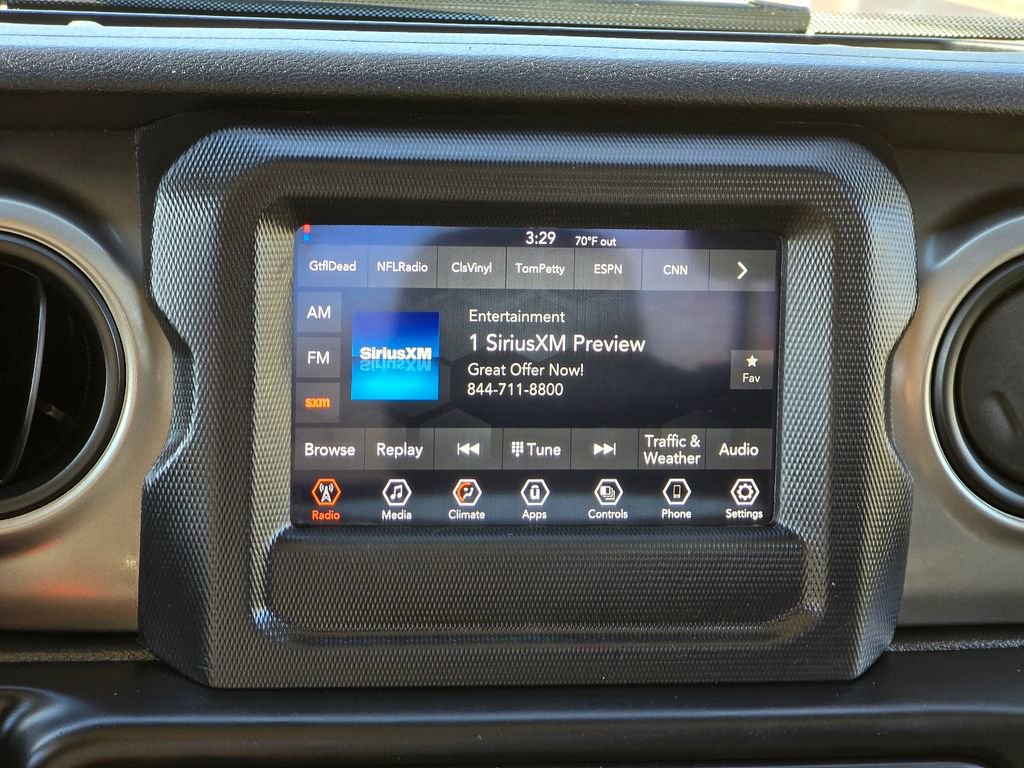 3:29 70°F out
GtflDead NFLRadio ClsVinyl TomPetty ESPN CNN
AM
FM
sxm
SiriusXM
Entertainment
1 SiriusXM Preview
Great Offer Now!
844-711-8800
Fav
Browse Replay Tune Traffic & Weather Audio
Radio Media Climate Apps Controls Phone Settings